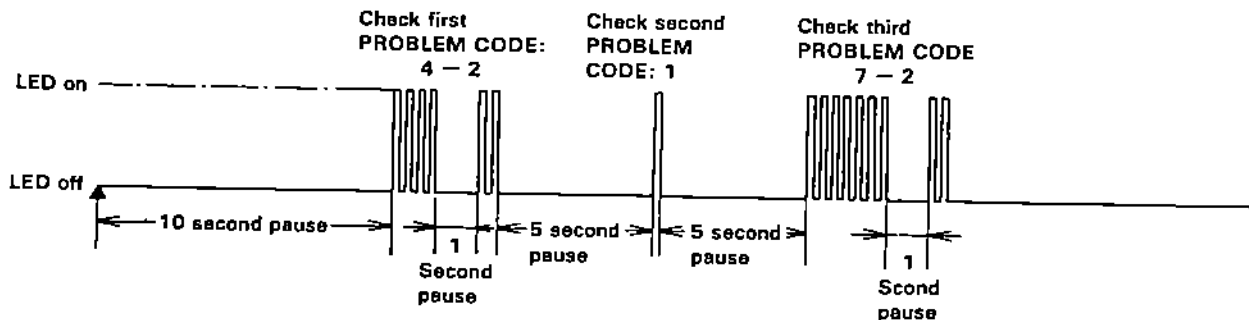 Check first
PROBLEM CODE:
4 – 2
Check second
PROBLEM
CODE: 1
Check third
PROBLEM CODE
7 – 2
LED on
LED off
10 second pause
1
Second
pause
5 second
pause
5 second
pause
1
Scond
pause